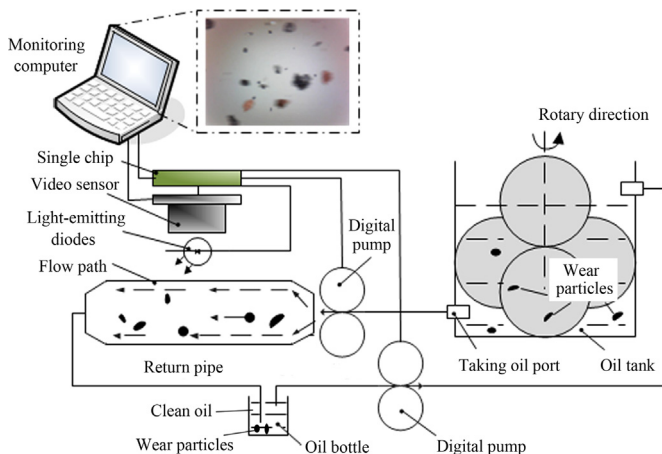 Monitoring
computer
Rotary direction
Single chip
Video sensor
Light-emitting
diodes
Flow path
Digital
pump
Wear
particles
Taking oil port
Oil tank
Return pipe
Clean oil
Wear particles
Oil bottle
Digital pump